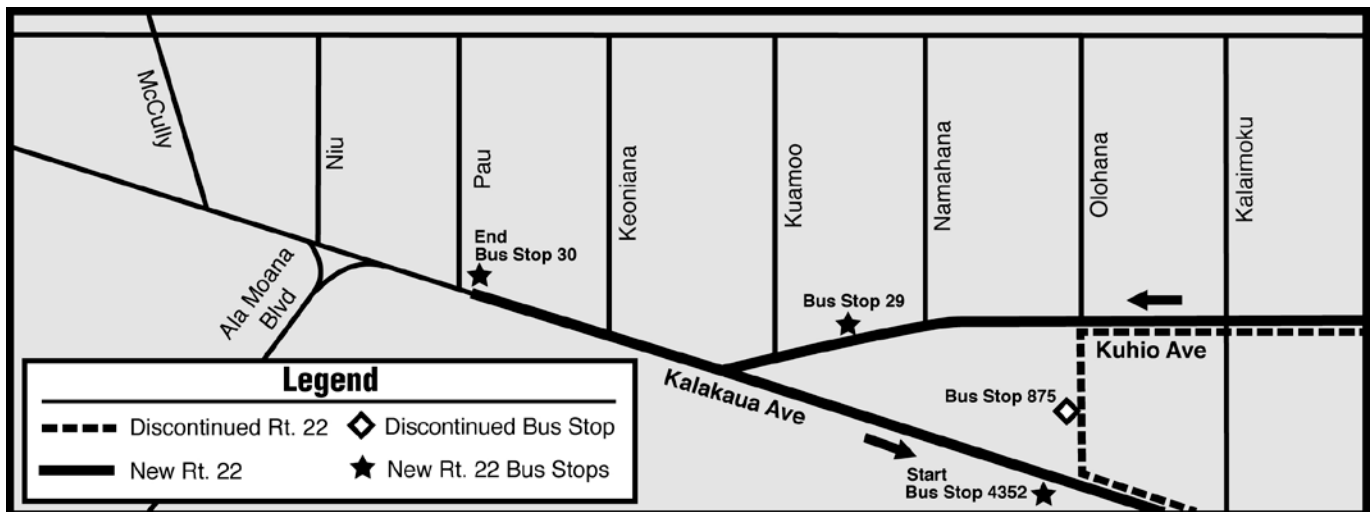 McCully
Niu
Pau
Keoniana
Kuamoo
Namahana
Olohana
Kalaimoku
Ala Moana
Blvd
End
Bus Stop 30
Bus Stop 29
Kuhio Ave
Kalakaua Ave
Bus Stop 875
Start
Bus Stop 4352
Legend
Discontinued Rt. 22
Discontinued Bus Stop
New Rt. 22
New Rt. 22 Bus Stops